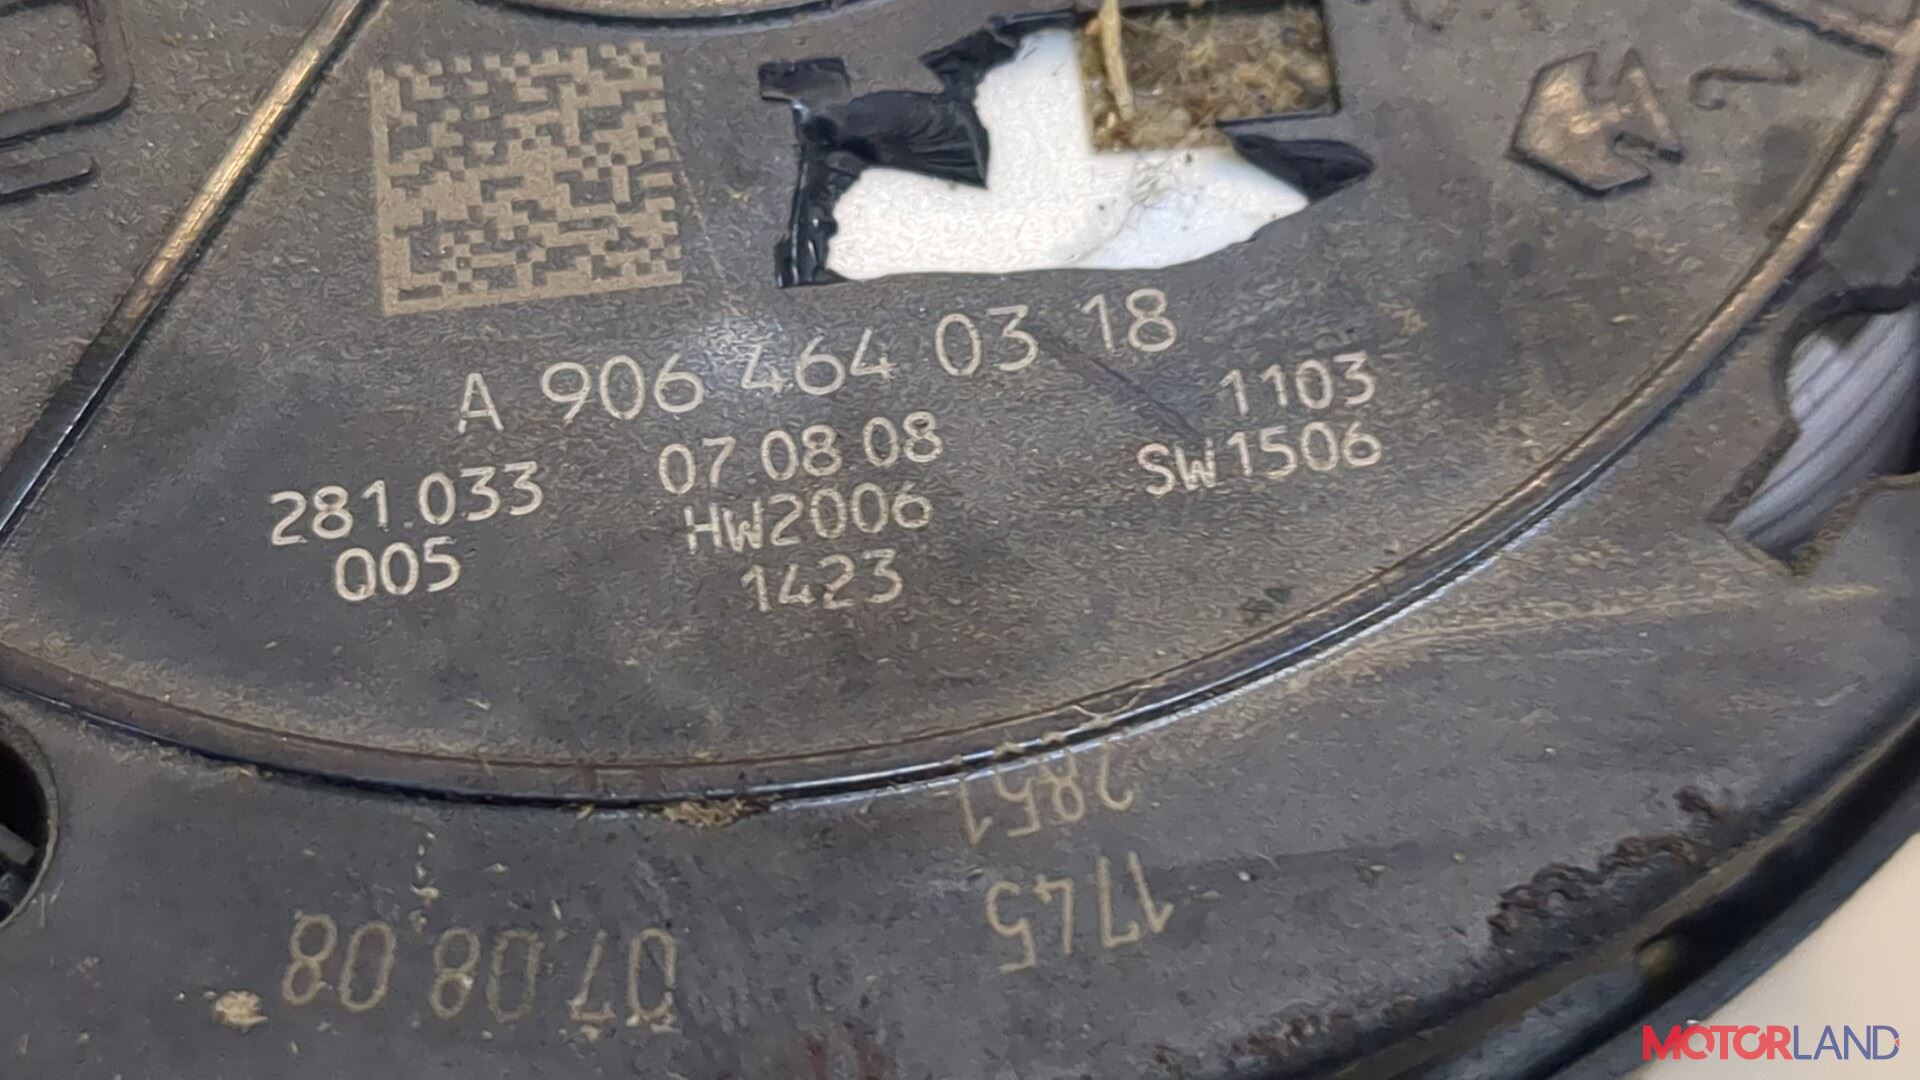 A 906 464 03 18
281.033 07 08 08 1103
005 HW2006 SW1506
1423
2851
1745
07.08.08
MOTORLAND